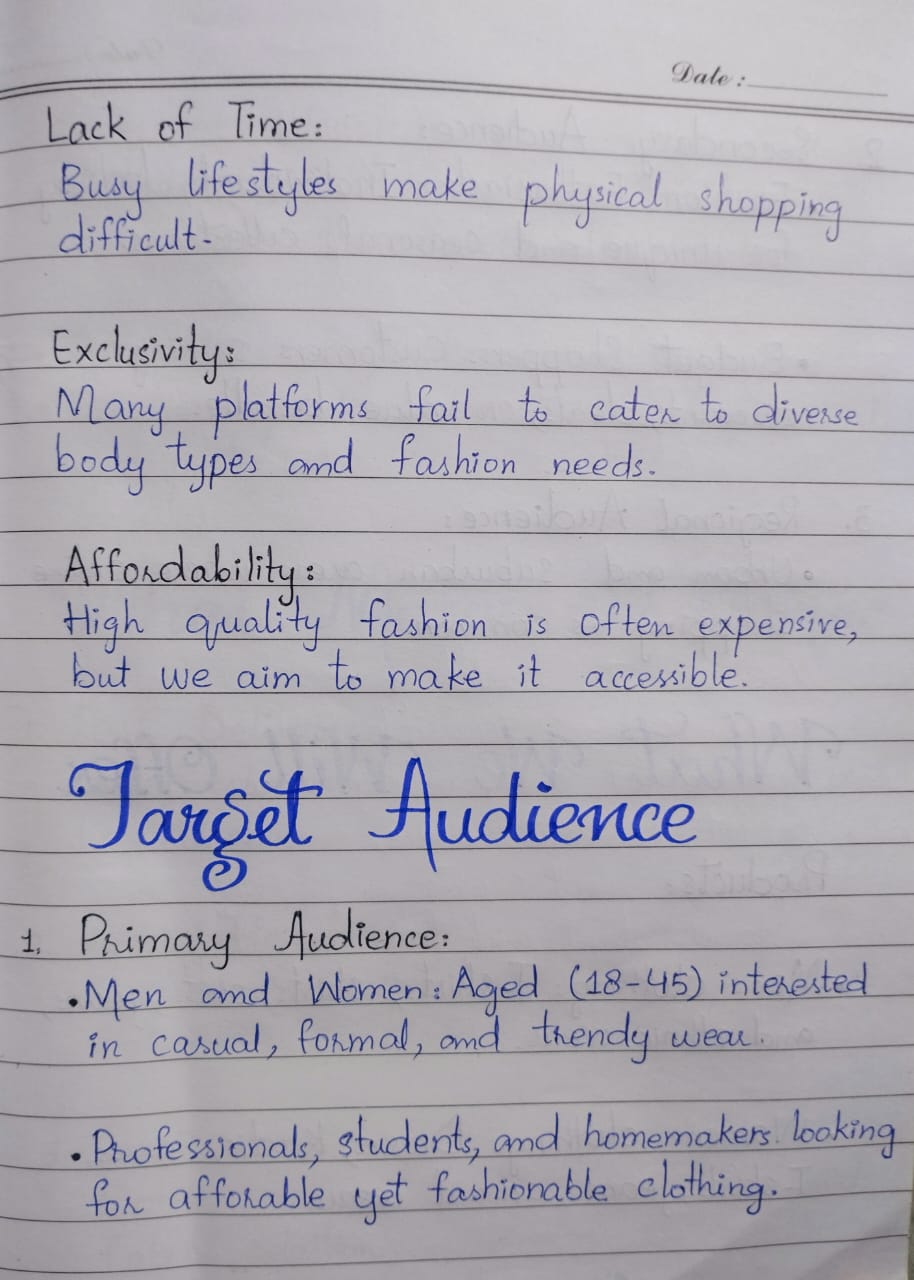 Date:
Lack of Time:
Busy lifestyles make physical shopping
difficult.
Exclusivity:
Many platforms fail to cater to diverse
body types and fashion needs.
Affordability:
High quality fashion is often expensive,
but we aim to make it accessible.
Target Audience
1. Primary Audience:
• Men and Women: Aged (18-45) interested
in casual, formal, and trendy wear.
• Professionals, students, and homemakers looking
for afforable yet fashionable clothing.